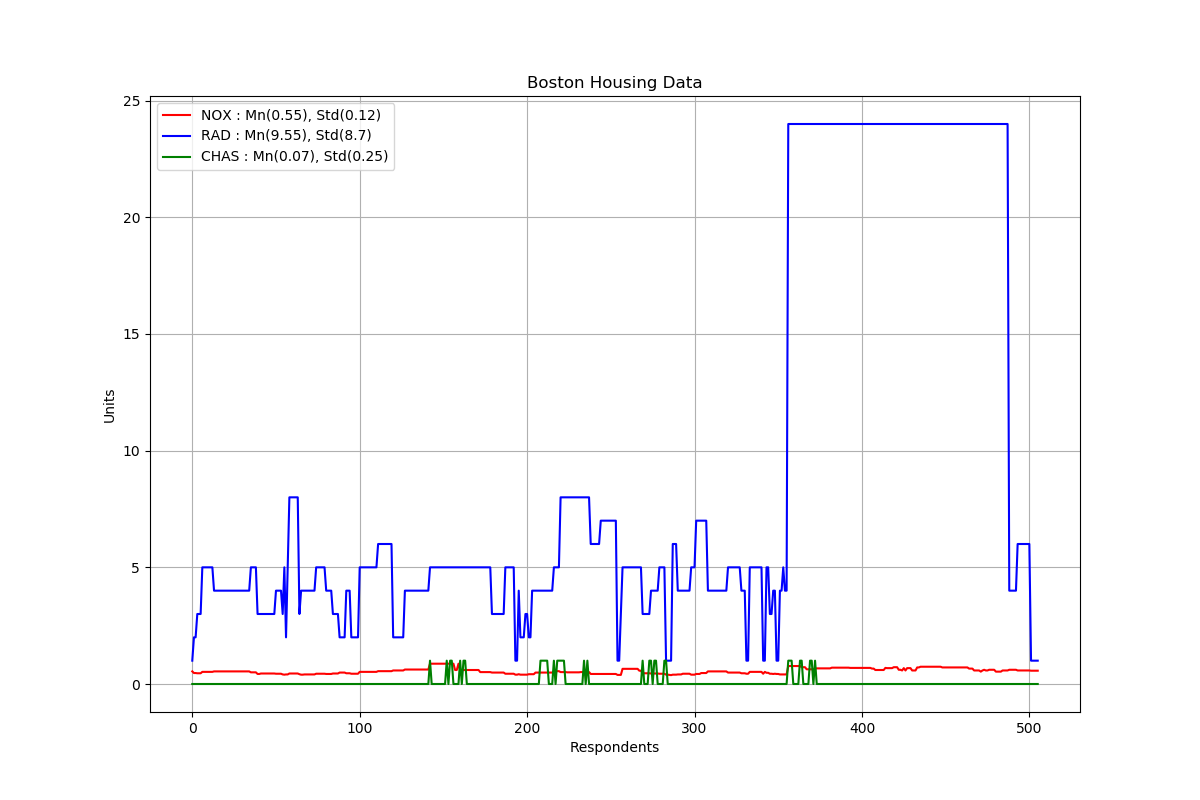 Boston Housing Data
25
NOX : Mn(0.55), Std(0.12)
RAD : Mn(9.55), Std(8.7)
CHAS : Mn(0.07), Std(0.25)
20
15
10
5
0
Units
0 100 200 300 400 500
Respondents